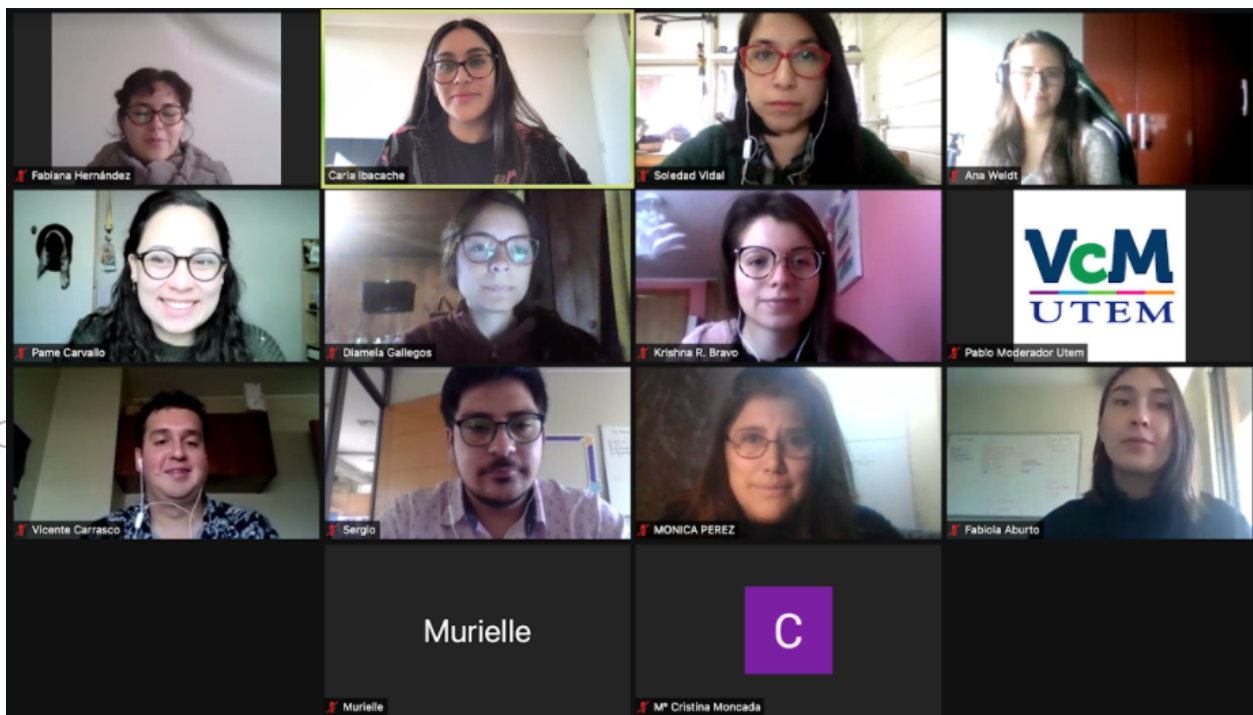 Fabiana Hernández
Carla Ibacache
Soledad Vidal
Ana Weldt
Pame Carvallo
Diamela Gallegos
Krishna R. Bravo
VcM
UTEM
Pablo Moderador Utem
Vicente Carrasco
Sergio
MONICA PEREZ
Fabiola Aburto
Murielle
Murielle
C
Mª Cristina Moncada